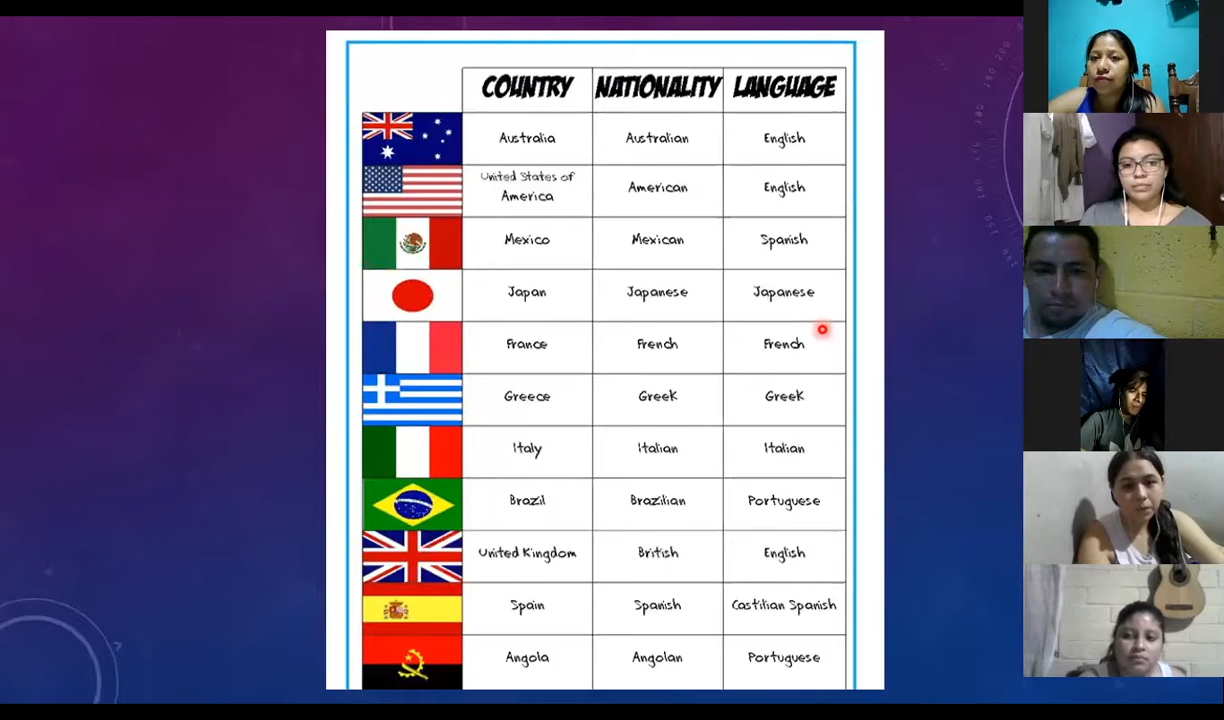 COUNTRY NATIONALITY LANGUAGE
Australia Australian English
United States of America American English
Mexico Mexican Spanish
Japan Japanese Japanese
France French French
Greece Greek Greek
Italy Italian Italian
Brazil Brazilian Portuguese
United Kingdom British English
Spain Spanish Castilian Spanish
Angola Angolan Portuguese